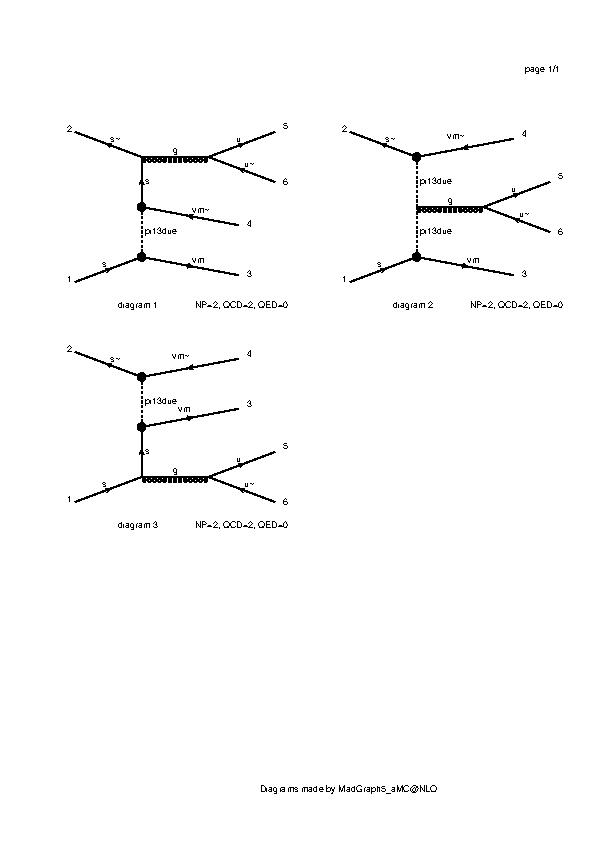 page 1/1
2
s~
g
u
5
u~
6
s
vm~
4
pi13due
1
s
vm
3
diagram 1 NP=2, QCD=2, QED=0
2
s~
vm~
4
pi13due
g
u
5
u~
6
pi13due
1
s
vm
3
diagram 2 NP=2, QCD=2, QED=0
2
s~
vm~
4
pi13due
vm
3
s
g
u
5
1
s
u~
6
diagram 3 NP=2, QCD=2, QED=0
Diagrams made by MadGraph5_aMC@NLO